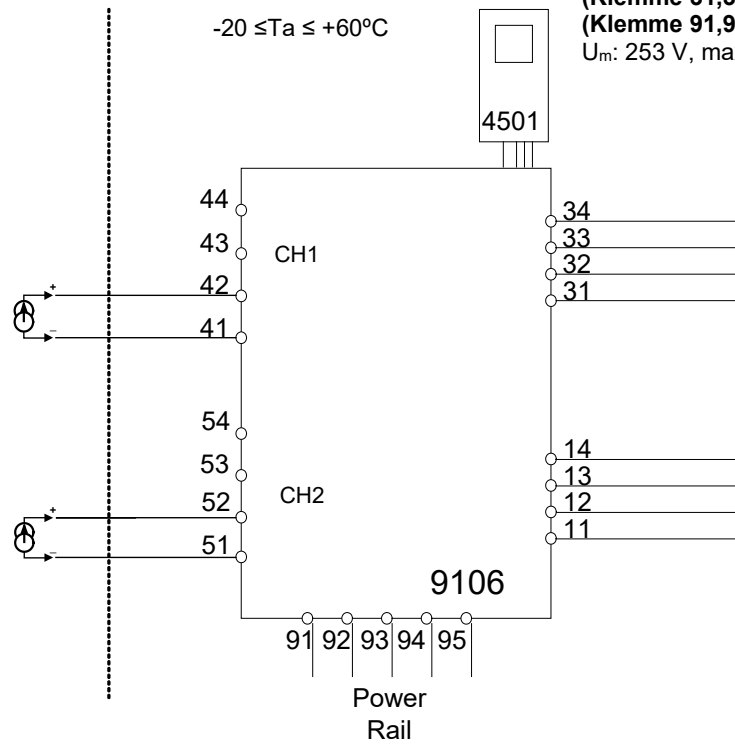 (Klemme
(Klemme 91,9
-20 ≤Ta ≤ +60ºC
Um: 253 V,
4501
44
34
43
CH1
33
42
32
+
31
41
–
54
14
53
13
52
CH2
12
+
11
51
–
9106
91 92 93 94 95
Power
Rail